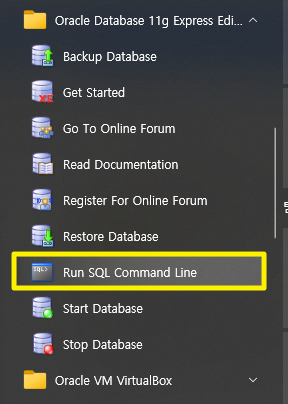 Oracle Database 11g Express Edi...
Backup Database
Get Started
Go To Online Forum
Read Documentation
Register For Online Forum
Restore Database
SQL> Run SQL Command Line
Start Database
Stop Database
Oracle VM VirtualBox